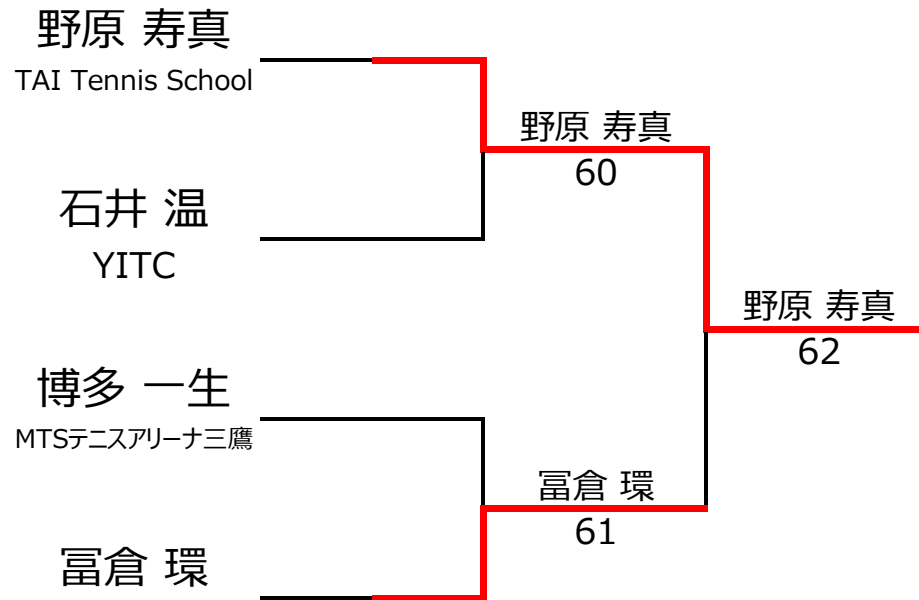 野原 寿真
TAI Tennis School
野原 寿真
60
石井 温
YITC
野原 寿真
62
博多 一生
MTSテニスアリーナ三鷹
冨倉 環
61
冨倉 環